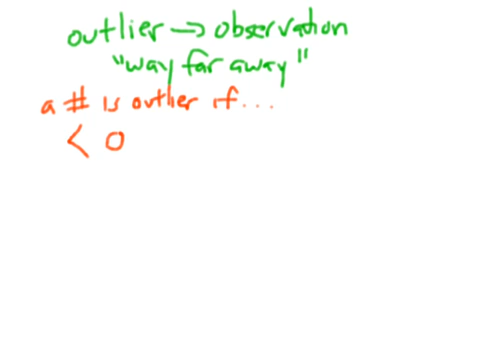 outlier → observation
"way far away"
a # is outlier if...
< 0